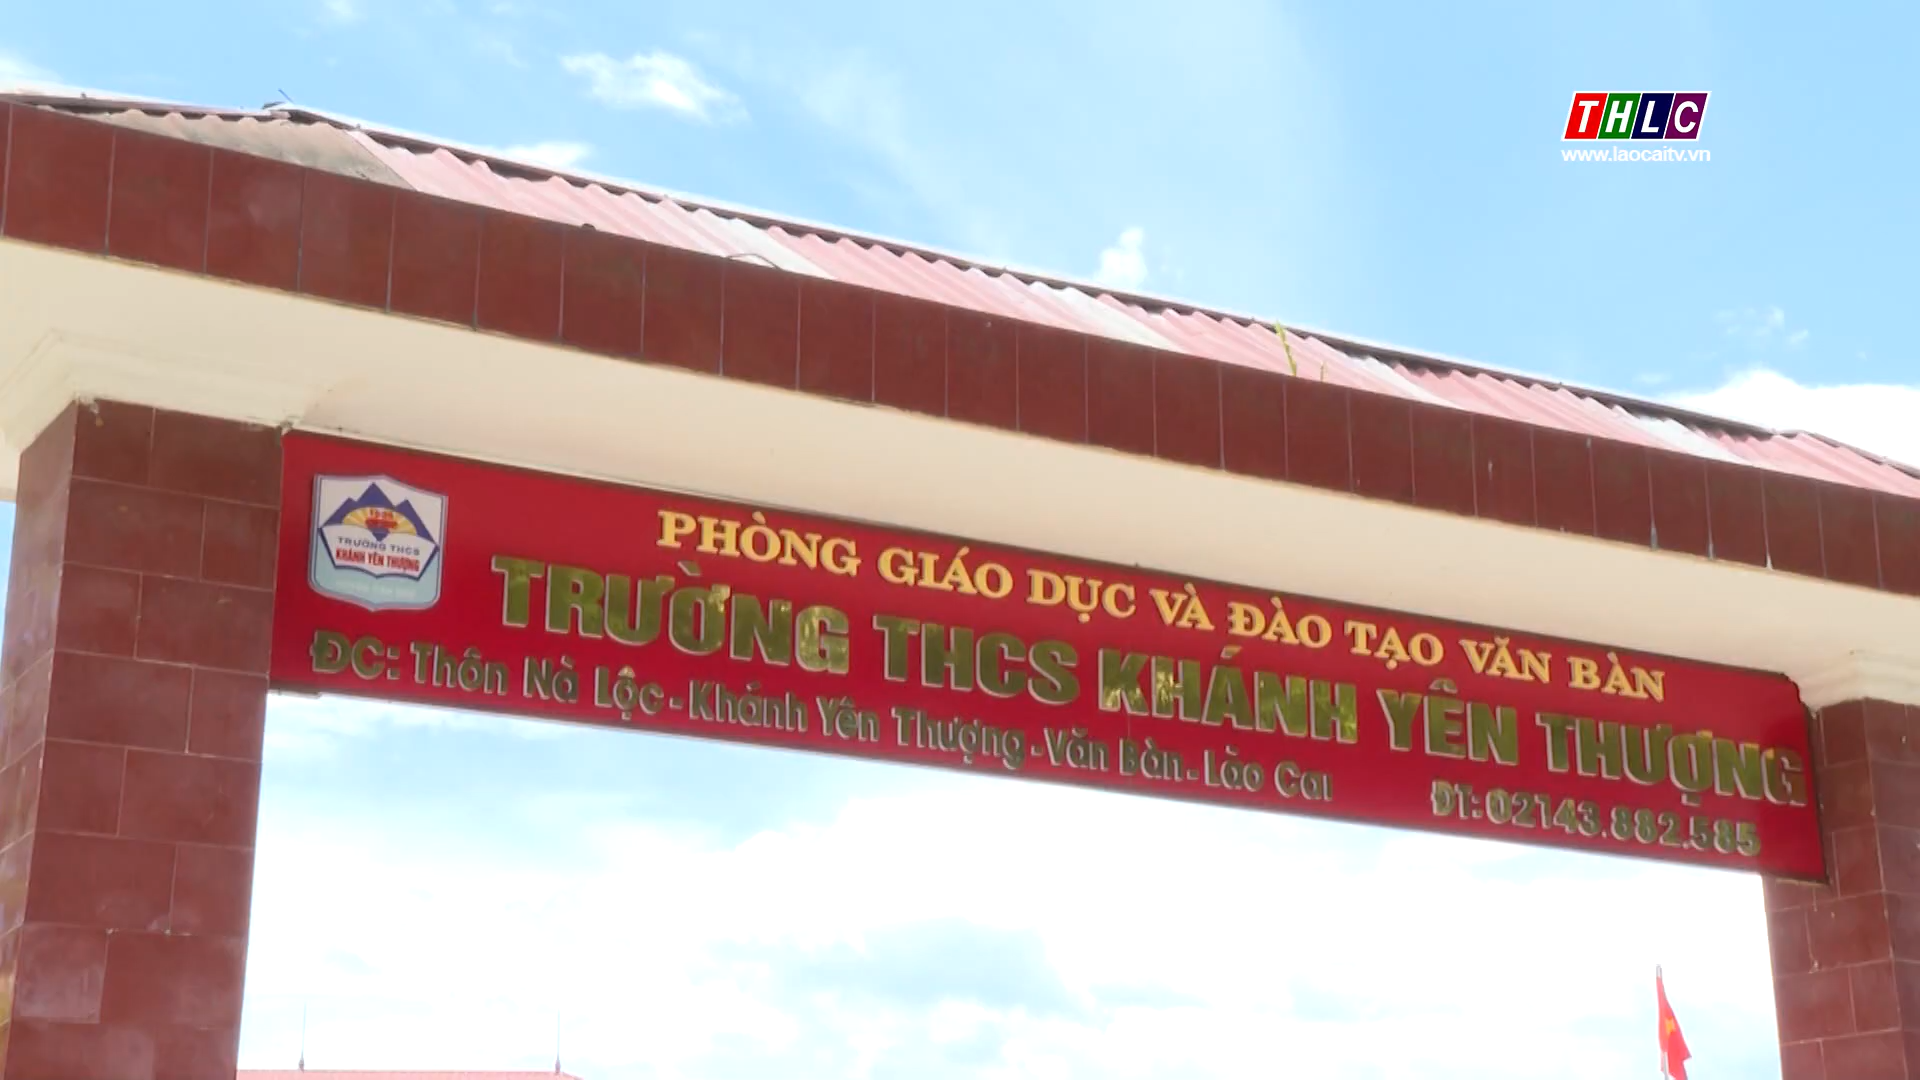 THLC
www.laocaitv.vn
PHÒNG GIÁO DỤC VÀ ĐÀO TẠO VĂN BÀN
TRƯỜNG THCS KHÁNH YÊN THƯỢNG
ĐC: Thôn Nà Lộc - Khánh Yên Thượng - Văn Bàn - Lào Cai
ĐT: 02143.882.585
TRƯỜNG THCS
KHÁNH YÊN THƯỢNG